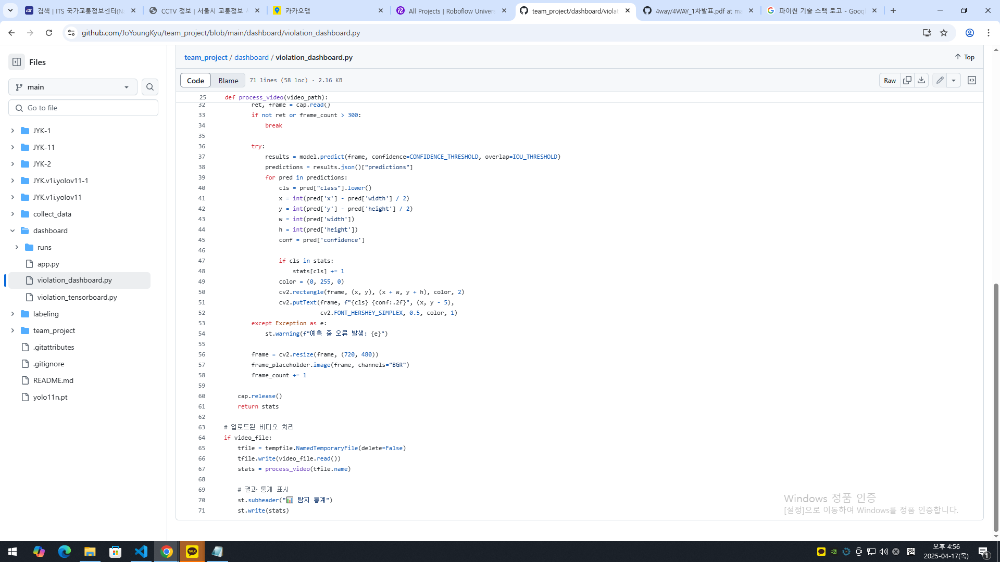 검색 | ITS 국가교통정보센터(N
CCTV 정보 | 서울시 교통정보 시
카카오맵
All Projects | Roboflow Univers
team_project/dashboard/violat
4way/4WAY_1차발표.pdf at ma
파이썬 기술 스택 로고 - Goog
github.com/JoYoungKyu/team_project/blob/main/dashboard/violation_dashboard.py
Files
main
Go to file
JYK-1
JYK-11
JYK-2
JYK.v1i.yolov11-1
JYK.v1i.yolov11
collect_data
dashboard
runs
app.py
violation_dashboard.py
violation_tensorboard.py
labeling
team_project
.gitattributes
.gitignore
README.md
yolo11n.pt
team_project / dashboard / violation_dashboard.py
Top
Code Blame 71 lines (58 loc) · 2.16 KB
Raw
25 def process_video(video_path):
32 ret, frame = cap.read()
33 if not ret or frame_count > 300:
34 break
35
36 try:
37 results = model.predict(frame, confidence=CONFIDENCE_THRESHOLD, overlap=IOU_THRESHOLD)
38 predictions = results.json()["predictions"]
39 for pred in predictions:
40 cls = pred["class"].lower()
41 x = int(pred['x'] - pred['width'] / 2)
42 y = int(pred['y'] - pred['height'] / 2)
43 w = int(pred['width'])
44 h = int(pred['height'])
45 conf = pred['confidence']
46
47 if cls in stats:
48 stats[cls] += 1
49 color = (0, 255, 0)
50 cv2.rectangle(frame, (x, y), (x + w, y + h), color, 2)
51 cv2.putText(frame, f"{cls} {conf:.2f}", (x, y - 5),
52 cv2.FONT_HERSHEY_SIMPLEX, 0.5, color, 1)
53 except Exception as e:
54 st.warning(f"예측 중 오류 발생: {e}")
55
56 frame = cv2.resize(frame, (720, 480))
57 frame_placeholder.image(frame, channels="BGR")
58 frame_count += 1
59
60 cap.release()
61 return stats
62
63 # 업로드된 비디오 처리
64 if video_file:
65 tfile = tempfile.NamedTemporaryFile(delete=False)
66 tfile.write(video_file.read())
67 stats = process_video(tfile.name)
68
69 # 결과 통계 표시
70 st.subheader("📊 탐지 통계")
71 st.write(stats)
Windows 정품 인증
[설정]으로 이동하여 Windows를 정품 인증합니다.
TALK
한
오후 4:56
2025-04-17(목)
1